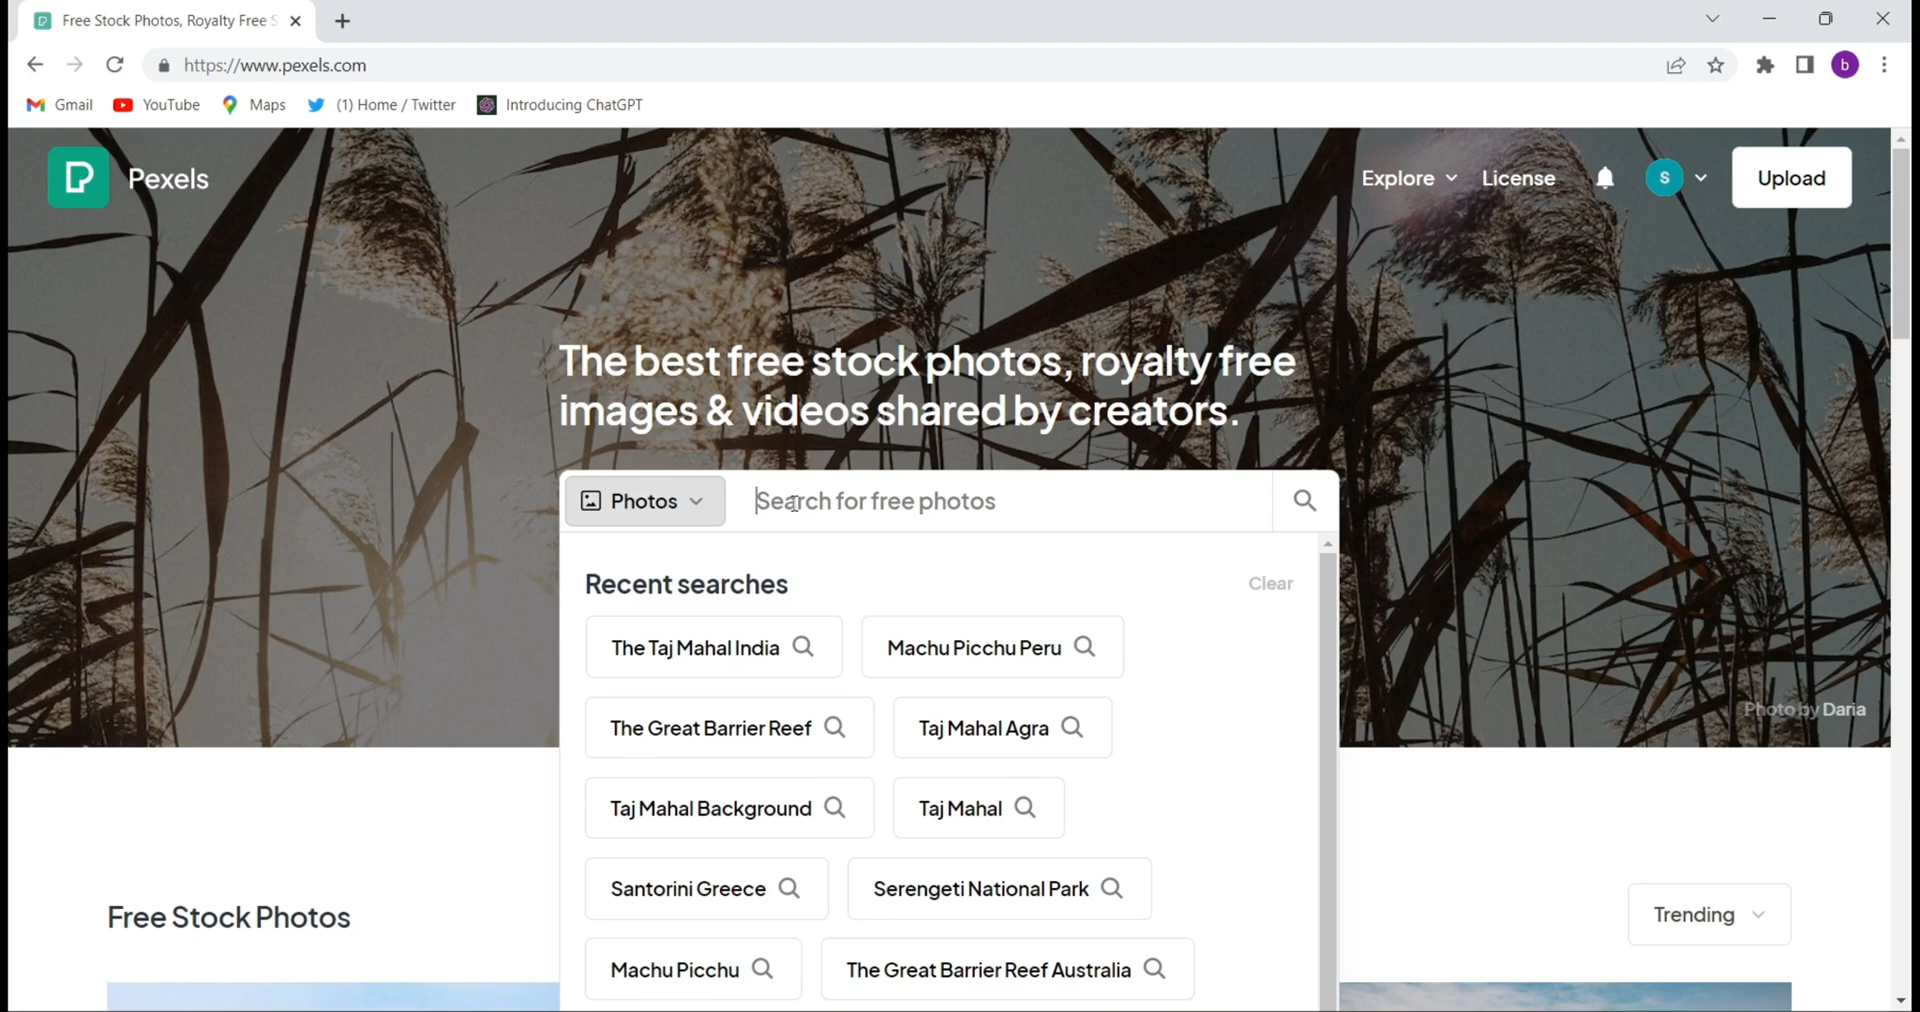 Free Stock Photos, Royalty Free S
https://www.pexels.com
b
Gmail
YouTube
Maps
(1) Home / Twitter
Introducing ChatGPT
Pexels
Explore
License
S
Upload
The best free stock photos, royalty free
images & videos shared by creators.
Photos
Search for free photos
Recent searches
Clear
The Taj Mahal India
Machu Picchu Peru
The Great Barrier Reef
Taj Mahal Agra
Photo by Daria
Taj Mahal Background
Taj Mahal
Santorini Greece
Serengeti National Park
Free Stock Photos
Trending
Machu Picchu
The Great Barrier Reef Australia